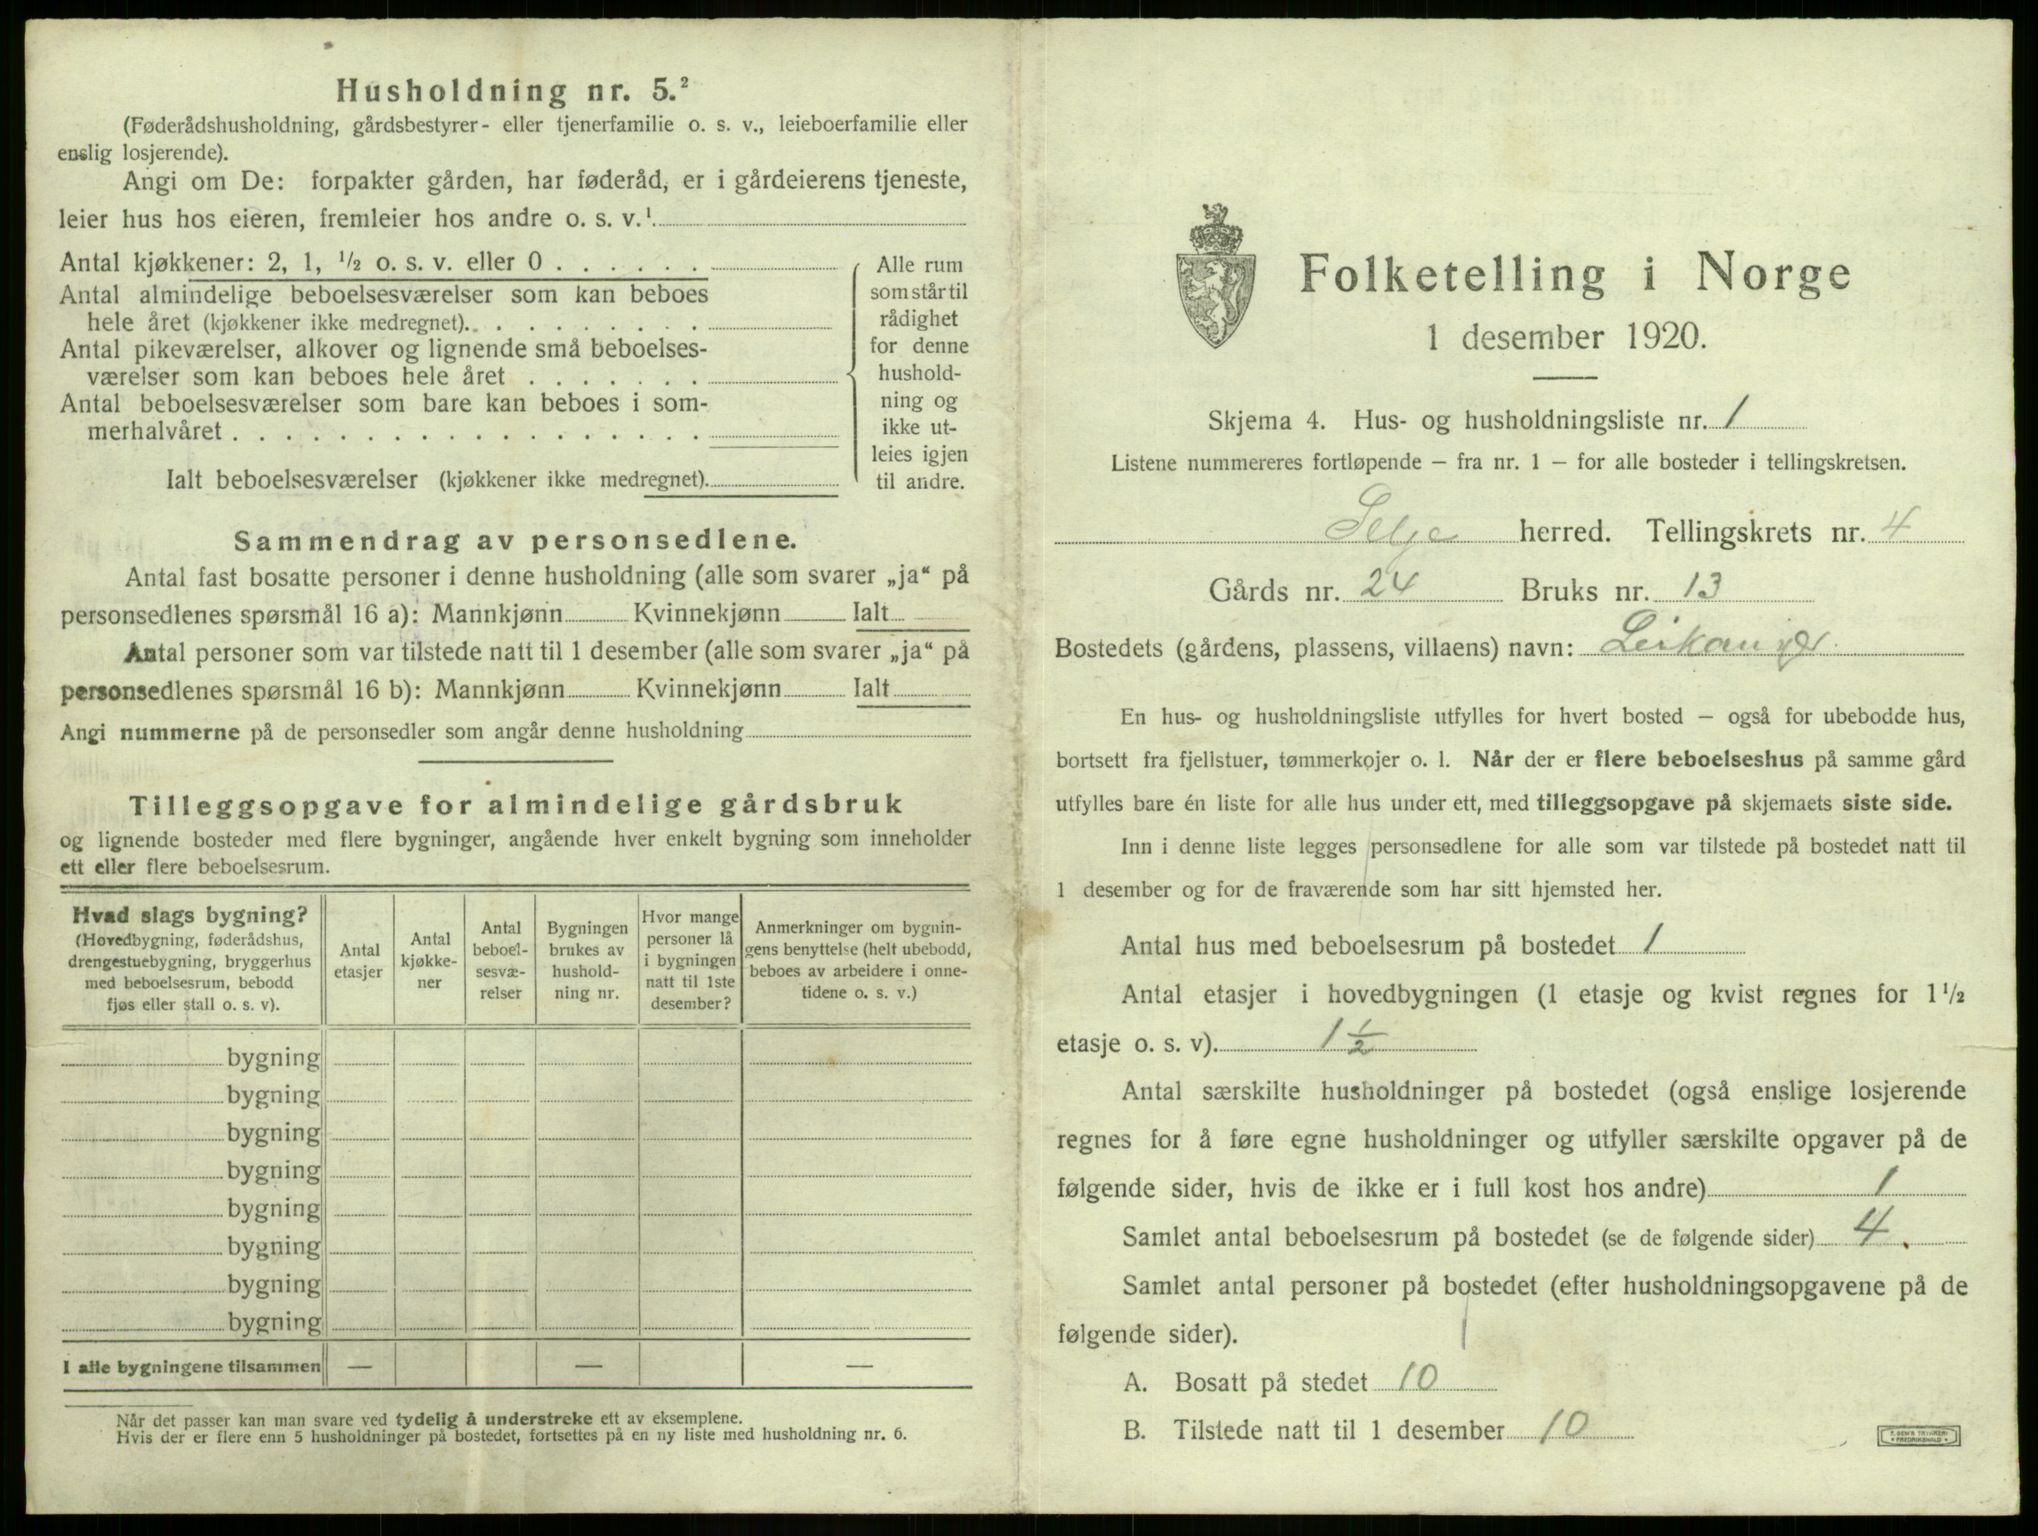 Husholdning nr. 5.²
(Føderådshusholdning, gårdsbestyrer- eller tjenerfamilie o. s. v., leieboerfamilie eller
enslig losjerende).
Angi om De: forpakter gården, har føderåd, er i gårdeierens tjeneste,
leier hus hos eieren, fremleier hos andre o. s. v.¹
Antal kjøkkener: 2, 1, ½ o. s. v. eller 0 . . . . . .
Antal almindelige beboelsesværelser som kan beboes
hele året (kjøkkener ikke medregnet). . . . . . . . .
Antal pikeværelser, alkover og lignende små beboelses-
værelser som kan beboes hele året . . . . . . .
Antal beboelsesværelser som bare kan beboes i som-
merhalvåret . . . . . . . . . . . . . . . . . .
Ialt beboelsesværelser (kjøkkener ikke medregnet).
Alle rum
som står til
rådighet
for denne
hushold-
ning og
ikke ut-
leies igjen
til andre.
Sammendrag av personsedlene.
Antal fast bosatte personer i denne husholdning (alle som svarer „ja“ på
personsedlenes spørsmål 16 a): Mannkjønn Kvinnekjønn Ialt
Antal personer som var tilstede natt til 1 desember (alle som svarer „ja“ på
personsedlenes spørsmål 16 b): Mannkjønn Kvinnekjønn Ialt
Angi nummerne på de personsedler som angår denne husholdning
Tilleggsopgave for almindelige gårdsbruk
og lignende bosteder med flere bygninger, angående hver enkelt bygning som inneholder
ett eller flere beboelsesrum.
Hvad slags bygning?
(Hovedbygning, føderådshus,
drengestuebygning, bryggerhus
med beboelsesrum, bebodd
fjøs eller stall o. s. v).
Antal
etasjer
Antal
kjøkke-
ner
Antal
beboel-
sesvæ-
relser
Bygningen
brukes av
hushold-
ning nr.
Hvor mange
personer lå
i bygningen
natt til 1ste
desember?
Anmerkninger om bygnin-
gens benyttelse (helt ubebodd,
beboes av arbeidere i onne-
tidene o. s. v.)
bygning
bygning
bygning
bygning
bygning
bygning
bygning
bygning
I alle bygningene tilsammen — — —
Når det passer kan man svare ved tydelig å understreke ett av eksemplene.
Hvis der er flere enn 5 husholdninger på bostedet, fortsettes på en ny liste med husholdning nr. 6.
Folketelling i Norge
1 desember 1920.
Skjema 4. Hus- og husholdningsliste nr. 1
Listene nummereres fortløpende – fra nr. 1 – for alle bosteder i tellingskretsen.
Selje herred. Tellingskrets nr. 4
Gårds nr. 24 Bruks nr. 13
Bostedets (gårdens, plassens, villaens) navn: Leikanger.
En hus- og husholdningsliste utfylles for hvert bosted – også for ubebodde hus,
bortsett fra fjellstuer, tømmerkojer o. l. Når der er flere beboelseshus på samme gård
utfylles bare én liste for alle hus under ett, med tilleggsopgave på skjemaets siste side.
Inn i denne liste legges personsedlene for alle som var tilstede på bostedet natt til
1 desember og for de fraværende som har sitt hjemsted her.
Antal hus med beboelsesrum på bostedet 1
Antal etasjer i hovedbygningen (1 etasje og kvist regnes for 1½
etasje o. s. v). 1½
Antal særskilte husholdninger på bostedet (også enslige losjerende
regnes for å føre egne husholdninger og utfyller særskilte opgaver på de
følgende sider, hvis de ikke er i full kost hos andre) 1
Samlet antal beboelsesrum på bostedet (se de følgende sider) 4.
Samlet antal personer på bostedet (efter husholdningsopgavene på de
følgende sider).
A. Bosatt på stedet 10
B. Tilstede natt til 1 desember 10